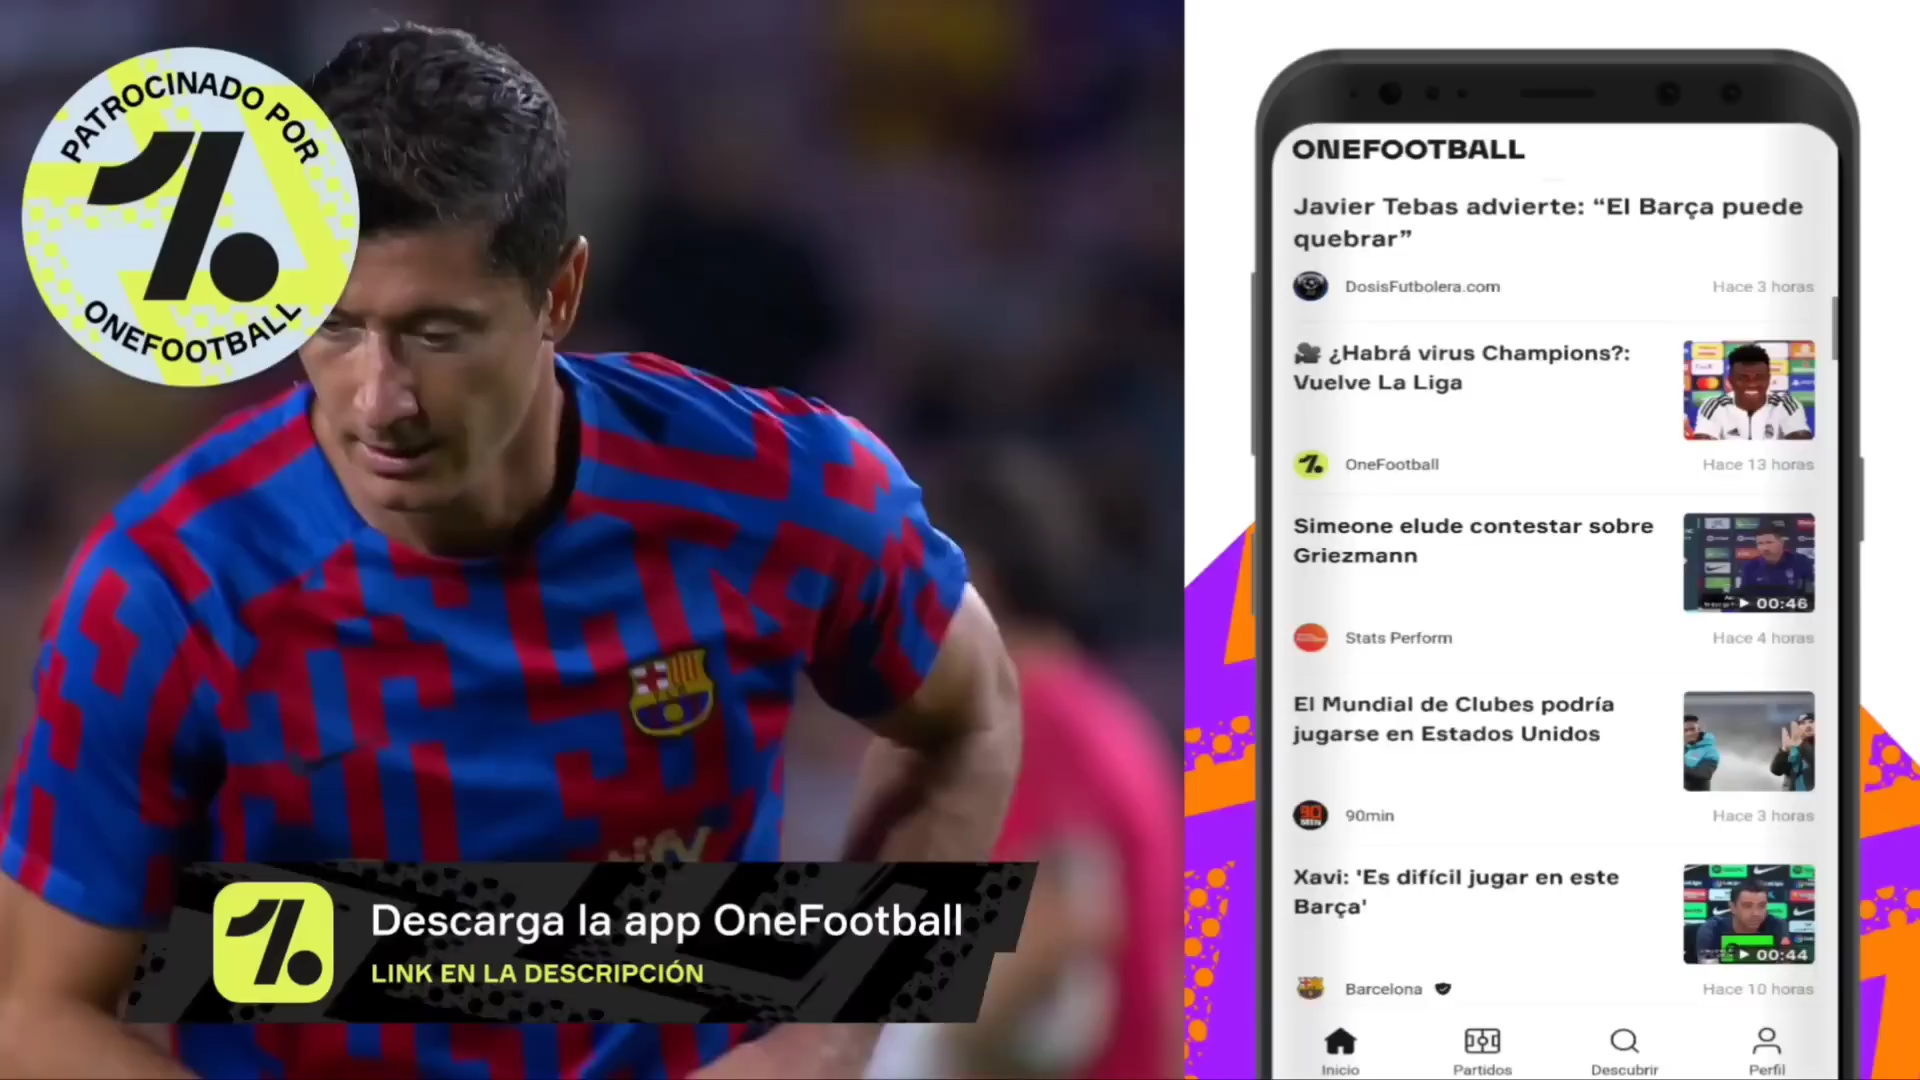 PATROCINADO POR
ONEFOOTBALL
Descarga la app OneFootball
LINK EN LA DESCRIPCIÓN
ONEFOOTBALL
Javier Tebas advierte: “El Barça puede
quebrar”
DosisFutbolera.com
Hace 3 horas
¿Habrá virus Champions?:
Vuelve La Liga
OneFootball
Hace 13 horas
Simeone elude contestar sobre
Griezmann
00:46
Stats Perform
Hace 4 horas
El Mundial de Clubes podría
jugarse en Estados Unidos
90min
Hace 3 horas
Xavi: 'Es difícil jugar en este
Barça'
00:44
Barcelona
Hace 10 horas
Inicio
Partidos
Descubrir
Perfil